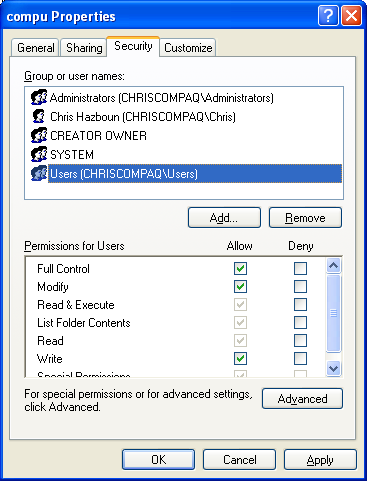 compu Properties
General Sharing Security Customize
Group or user names:
Administrators (CHRISCOMPAQ\Administrators)
Chris Hazboun (CHRISCOMPAQ\Chris)
CREATOR OWNER
SYSTEM
Users (CHRISCOMPAQ\Users)
Add... Remove
Permissions for Users Allow Deny
Full Control
Modify
Read & Execute
List Folder Contents
Read
Write
Special Permissions
For special permissions or for advanced settings,
click Advanced.
Advanced
OK Cancel Apply